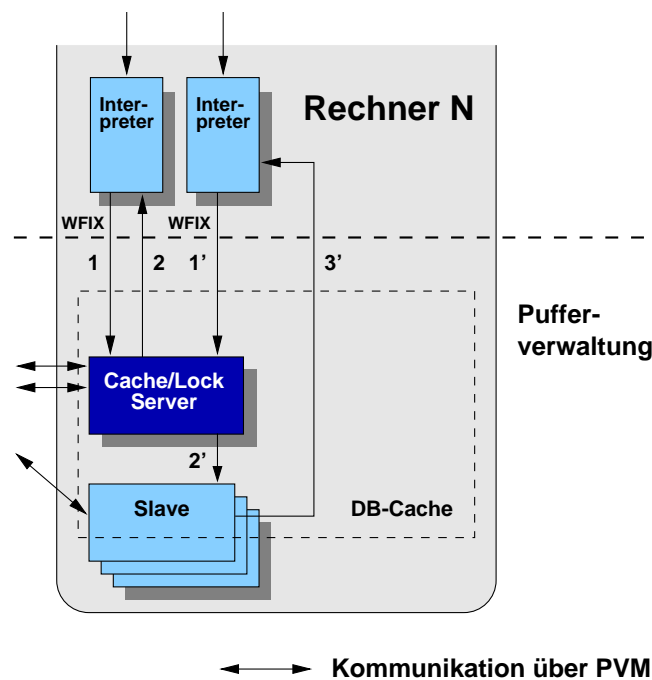 Inter-
preter
Inter-
preter
Rechner N
WFIX
WFIX
1
2
1’
3’
Puffer-
verwaltung
Cache/Lock
Server
2’
Slave
DB-Cache
Kommunikation über PVM